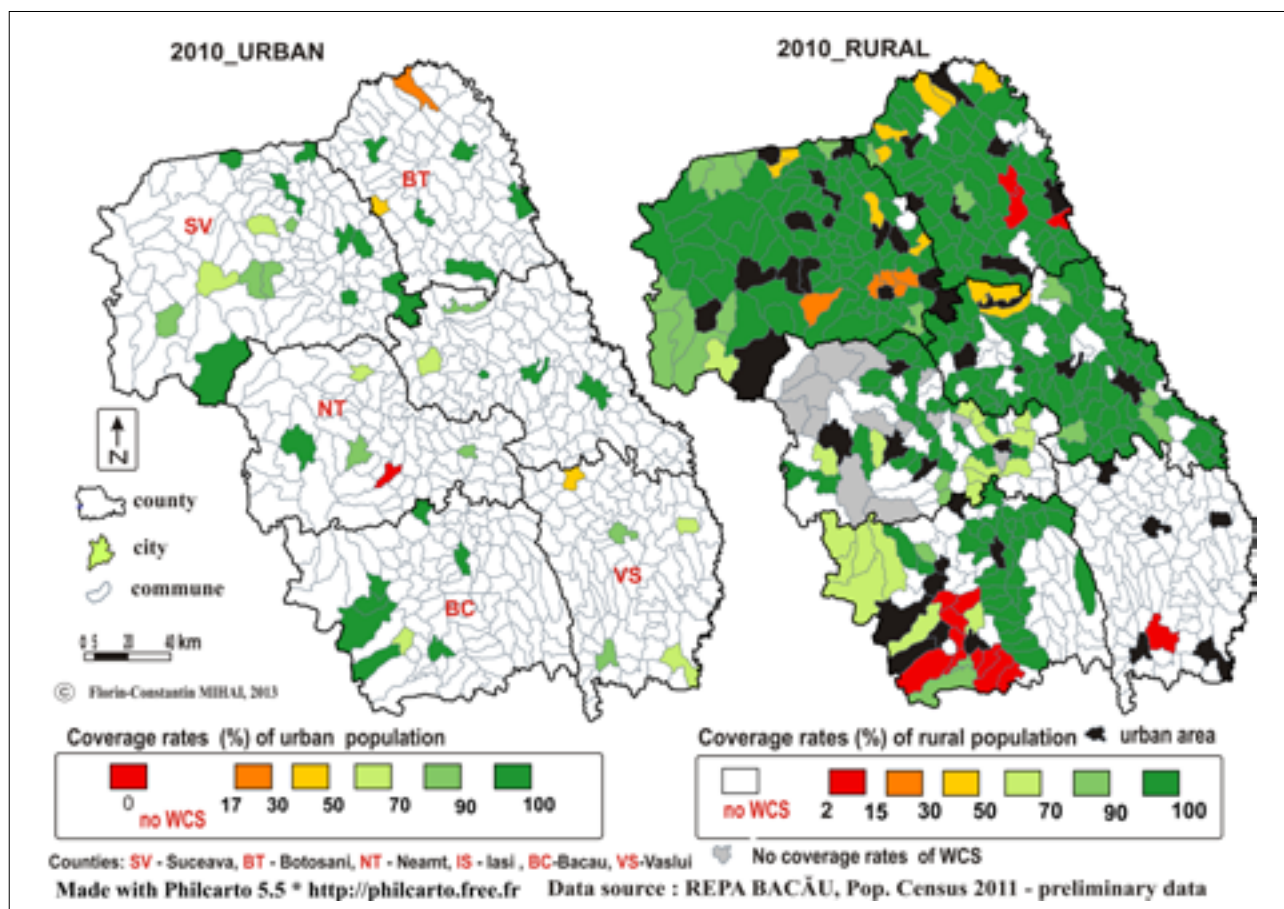 2010_URBAN
2010_RURAL
BT
SV
NT
VS
BC
N
county
city
commune
0 5 20 40 km
© Florin-Constantin MIHAI, 2013
Coverage rates (%) of urban population
0 17 30 50 70 90 100
no WCS
Coverage rates (%) of rural population urban area
no WCS 2 15 30 50 70 90 100
Counties: SV - Suceava, BT - Botosani, NT - Neamt, IS - Iasi , BC-Bacau, VS-Vaslui
No coverage rates of WCS
Made with Philcarto 5.5 * http://philcarto.free.fr
Data source : REPA BACĂU, Pop. Census 2011 - preliminary data